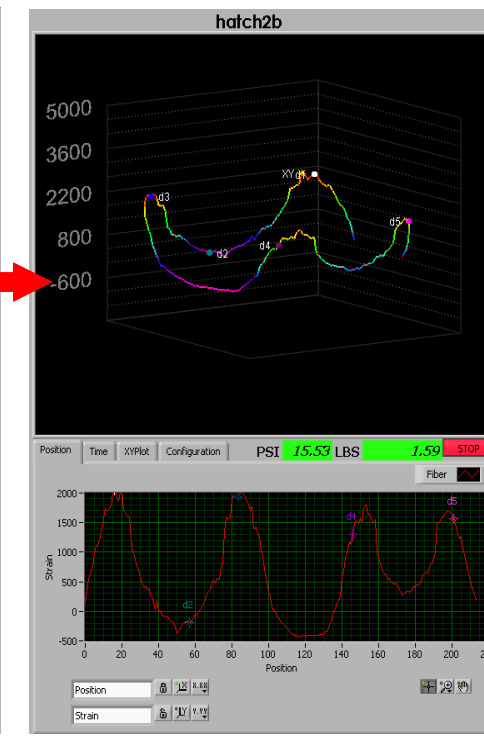 hatch2b
5000
3600
2200
800
-600
d3
d2
d4
d5
Position Time XYPlot Configuration PSI 15.53 LBS 1.59 STOP
Fiber
Strain
2000
1500
1000
500
0
-500
d2
d4
d5
0 20 40 60 80 100 120 140 160 180 200
Position
Position
Strain